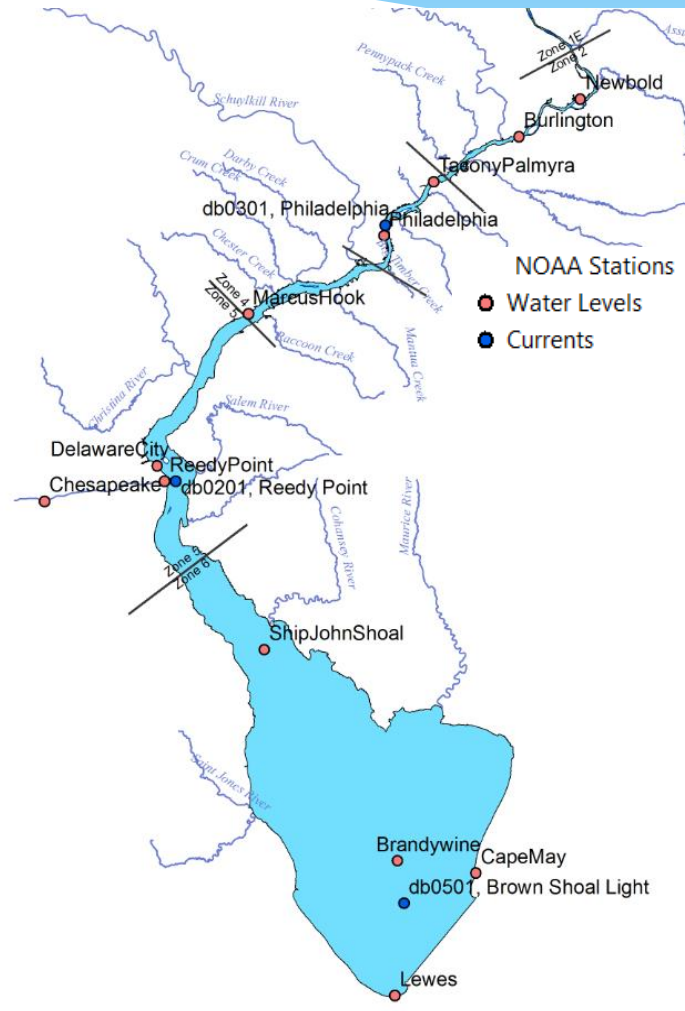 Zone 1E
Zone 2
Pennypack Creek
Newbold
Schuylkill River
Burlington
TaconyPalmyra
Darby Creek
Crum Creek
db0301, Philadelphia
Philadelphia
Timber Creek
NOAA Stations
Water Levels
Currents
Chester Creek
Zone 4
Zone 5
MarcusHook
Raccoon Creek
Mantua Creek
Christina River
Salem River
DelawareCity
ReedyPoint
Chesapeake
db0201, Reedy Point
Cohansey River
Maurice River
Zone 5
Zone 6
ShipJohnShoal
Saint Jones River
Brandywine
CapeMay
db0501, Brown Shoal Light
Lewes